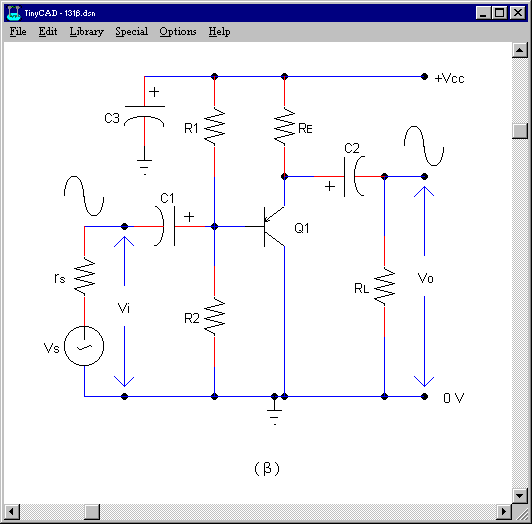 TinyCAD - 1316.dsn
File Edit Library Special Options Help
+Vcc
+
C3
R1
RE
C2
+
C1
+
Q1
rs
Vi
RL
Vo
R2
Vs
0 V
(β)